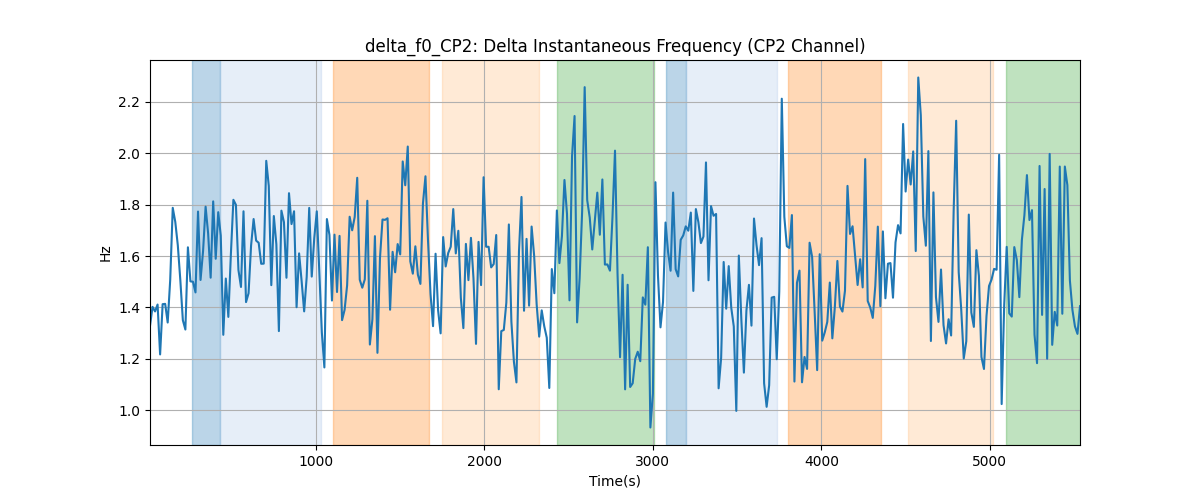 delta_f0_CP2: Delta Instantaneous Frequency (CP2 Channel)
2.2
2.0
1.8
1.6
1.4
1.2
1.0
Hz
1000 2000 3000 4000 5000
Time(s)